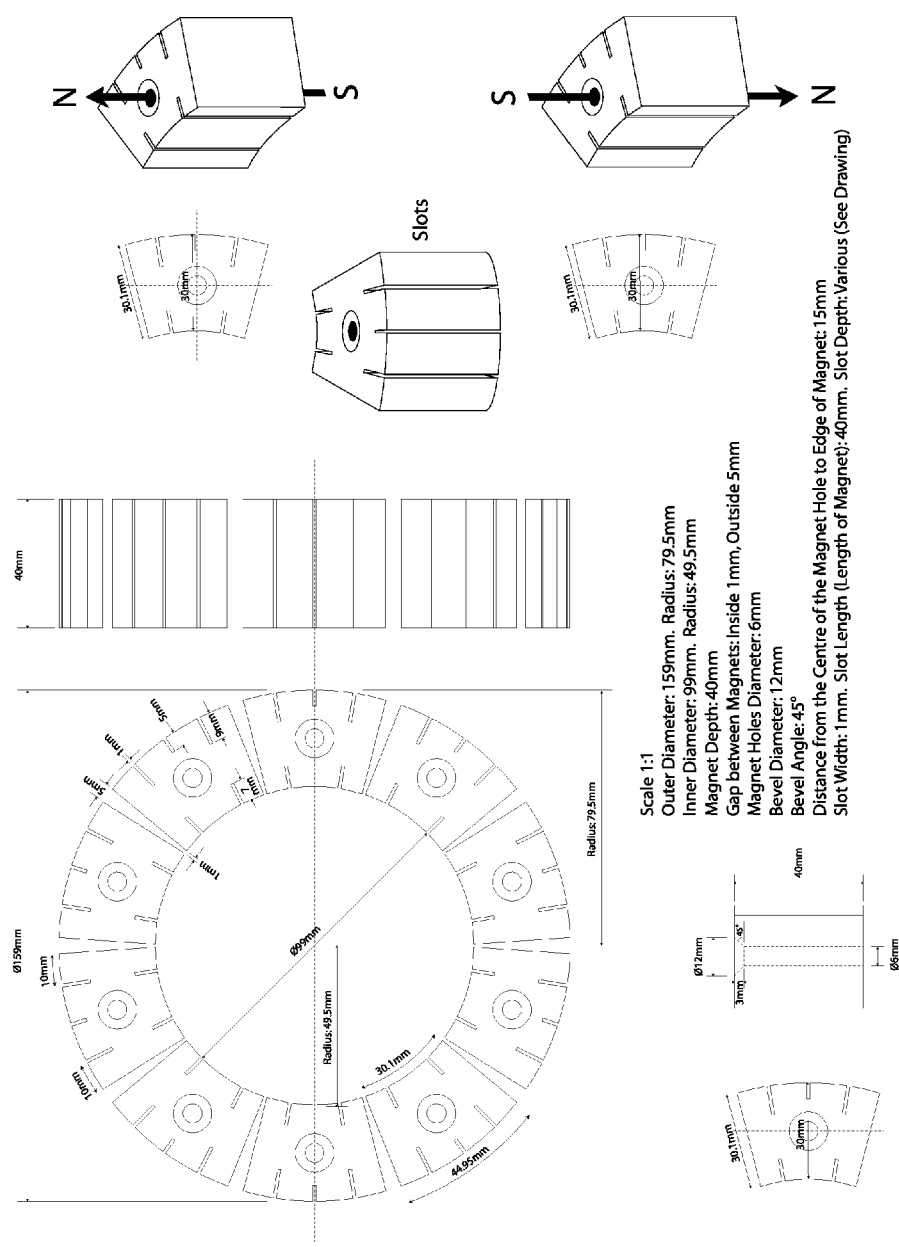 N
S
S
N
Slots
30.1mm
30mm
30.1mm
30mm
40mm
Ø159mm
5mm
1mm
5mm
9mm
7
mm
1mm
10mm
10mm
Ø99mm
Radius: 49.5mm
Radius: 79.5mm
30.1mm
44.95mm
Scale 1:1
Outer Diameter: 159mm. Radius: 79.5mm
Inner Diameter: 99mm. Radius: 49.5mm
Magnet Depth: 40mm
Gap between Magnets: Inside 1mm, Outside 5mm
Magnet Holes Diameter: 6mm
Bevel Diameter: 12mm
Bevel Angle: 45°
Distance from the Centre of the Magnet Hole to Edge of Magnet: 15mm
Slot Width: 1mm. Slot Length (Length of Magnet): 40mm. Slot Depth: Various (See Drawing)
30.1mm
30mm
Ø12mm
3mm
45°
40mm
Ø6mm